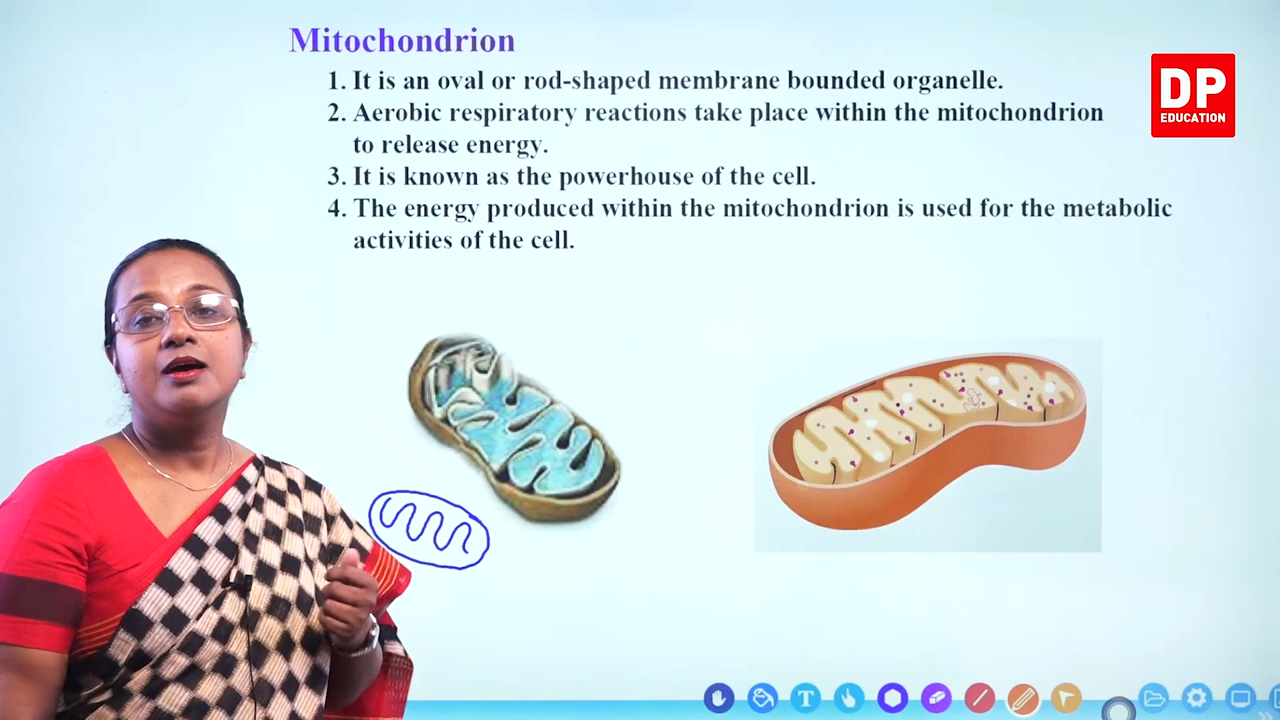 Mitochondrion
1. It is an oval or rod-shaped membrane bounded organelle.
2. Aerobic respiratory reactions take place within the mitochondrion
to release energy.
3. It is known as the powerhouse of the cell.
4. The energy produced within the mitochondrion is used for the metabolic
activities of the cell.
DP
EDUCATION
T